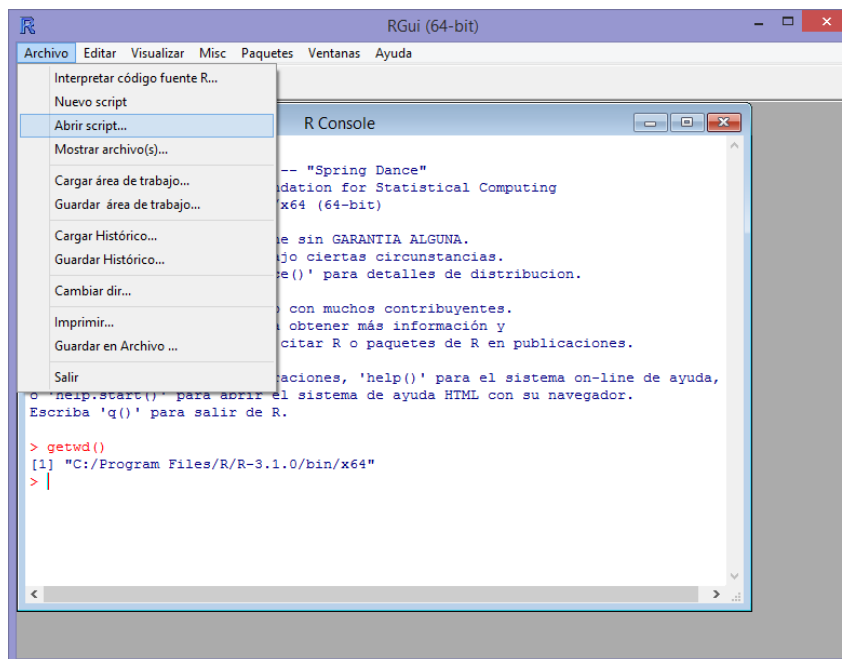 RGui (64-bit)
Archivo Editar Visualizar Misc Paquetes Ventanas Ayuda
Interpretar código fuente R...
Nuevo script
Abrir script...
Mostrar archivo(s)...
Cargar área de trabajo...
Guardar área de trabajo...
Cargar Histórico...
Guardar Histórico...
Cambiar dir...
Imprimir...
Guardar en Archivo ...
Salir
R Console
-- "Spring Dance"
dation for Statistical Computing
/x64 (64-bit)
sin GARANTIA ALGUNA.
jo ciertas circunstancias.
e()' para detalles de distribucion.
con muchos contribuyentes.
obtener más información y
citar R o paquetes de R en publicaciones.
raciones, 'help()' para el sistema on-line de ayuda,
o 'help.start()' para abrir el sistema de ayuda HTML con su navegador.
Escriba 'q()' para salir de R.
> getwd()
[1] "C:/Program Files/R/R-3.1.0/bin/x64"
>